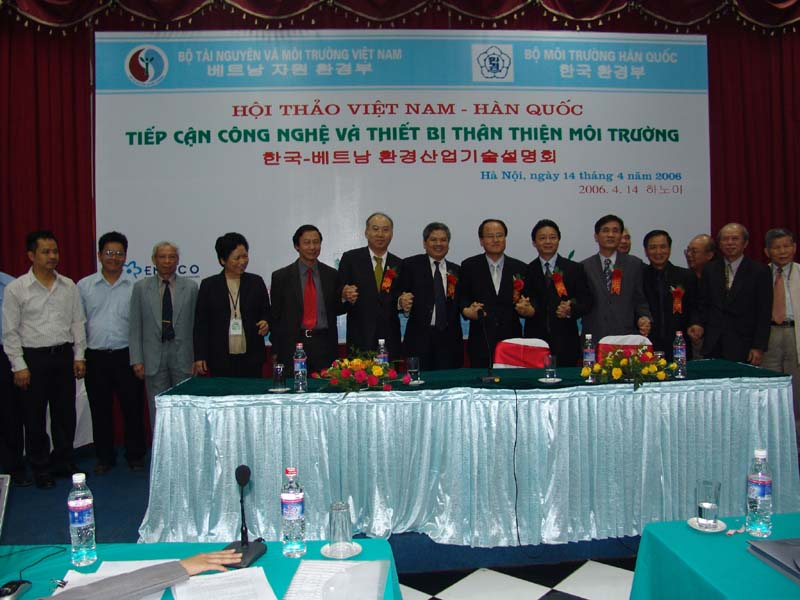 BỘ TÀI NGUYÊN VÀ MÔI TRƯỜNG VIỆT NAM
베트남 자원 환경부
BỘ MÔI TRƯỜNG HÀN QUỐC
한국 환경부
HỘI THẢO VIỆT NAM - HÀN QUỐC
TIẾP CẬN CÔNG NGHỆ VÀ THIẾT BỊ THÂN THIỆN MÔI TRƯỜNG
한국-베트남 환경산업기술설명회
Hà Nội, ngày 14 tháng 4 năm 2006
2006. 4. 14 하노이